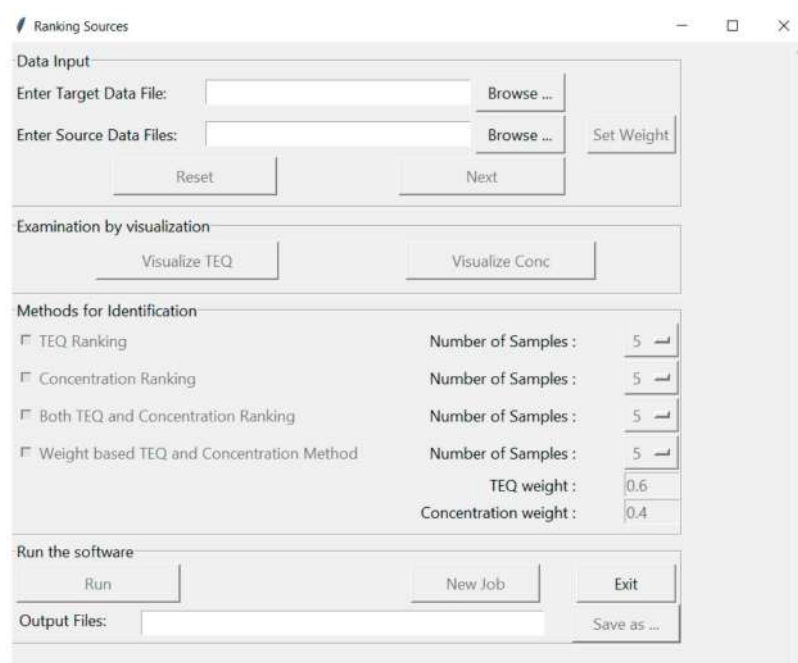 Ranking Sources
Data Input
Enter Target Data File: Browse ...
Enter Source Data Files: Browse ... Set Weight
Reset Next
Examination by visualization
Visualize TEQ Visualize Conc
Methods for Identification
TEQ Ranking Number of Samples : 5
Concentration Ranking Number of Samples : 5
Both TEQ and Concentration Ranking Number of Samples : 5
Weight based TEQ and Concentration Method Number of Samples : 5
TEQ weight : 0.6
Concentration weight : 0.4
Run the software
Run New Job Exit
Output Files: Save as ...